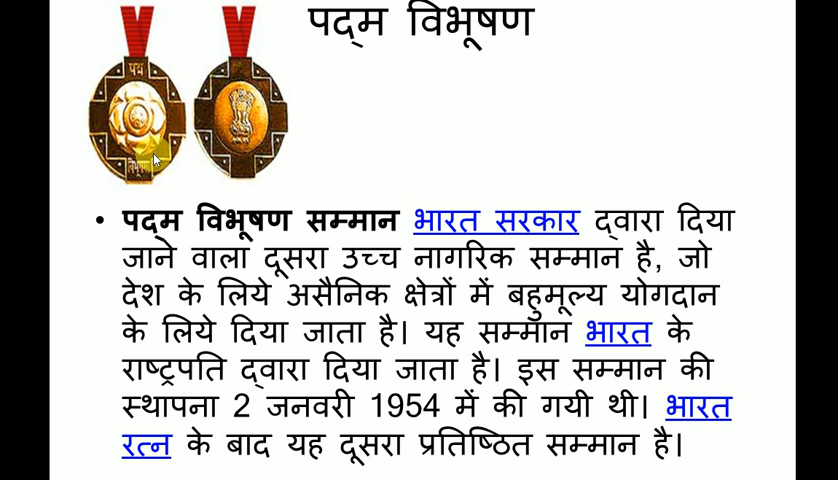 पद्म विभूषण
पद्म
विभूषण
• पद्म विभूषण सम्मान भारत सरकार द्वारा दिया
जाने वाला दूसरा उच्च नागरिक सम्मान है, जो
देश के लिये असैनिक क्षेत्रों में बहुमूल्य योगदान
के लिये दिया जाता है। यह सम्मान भारत के
राष्ट्रपति द्वारा दिया जाता है। इस सम्मान की
स्थापना 2 जनवरी 1954 में की गयी थी। भारत
रत्न के बाद यह दूसरा प्रतिष्ठित सम्मान है।